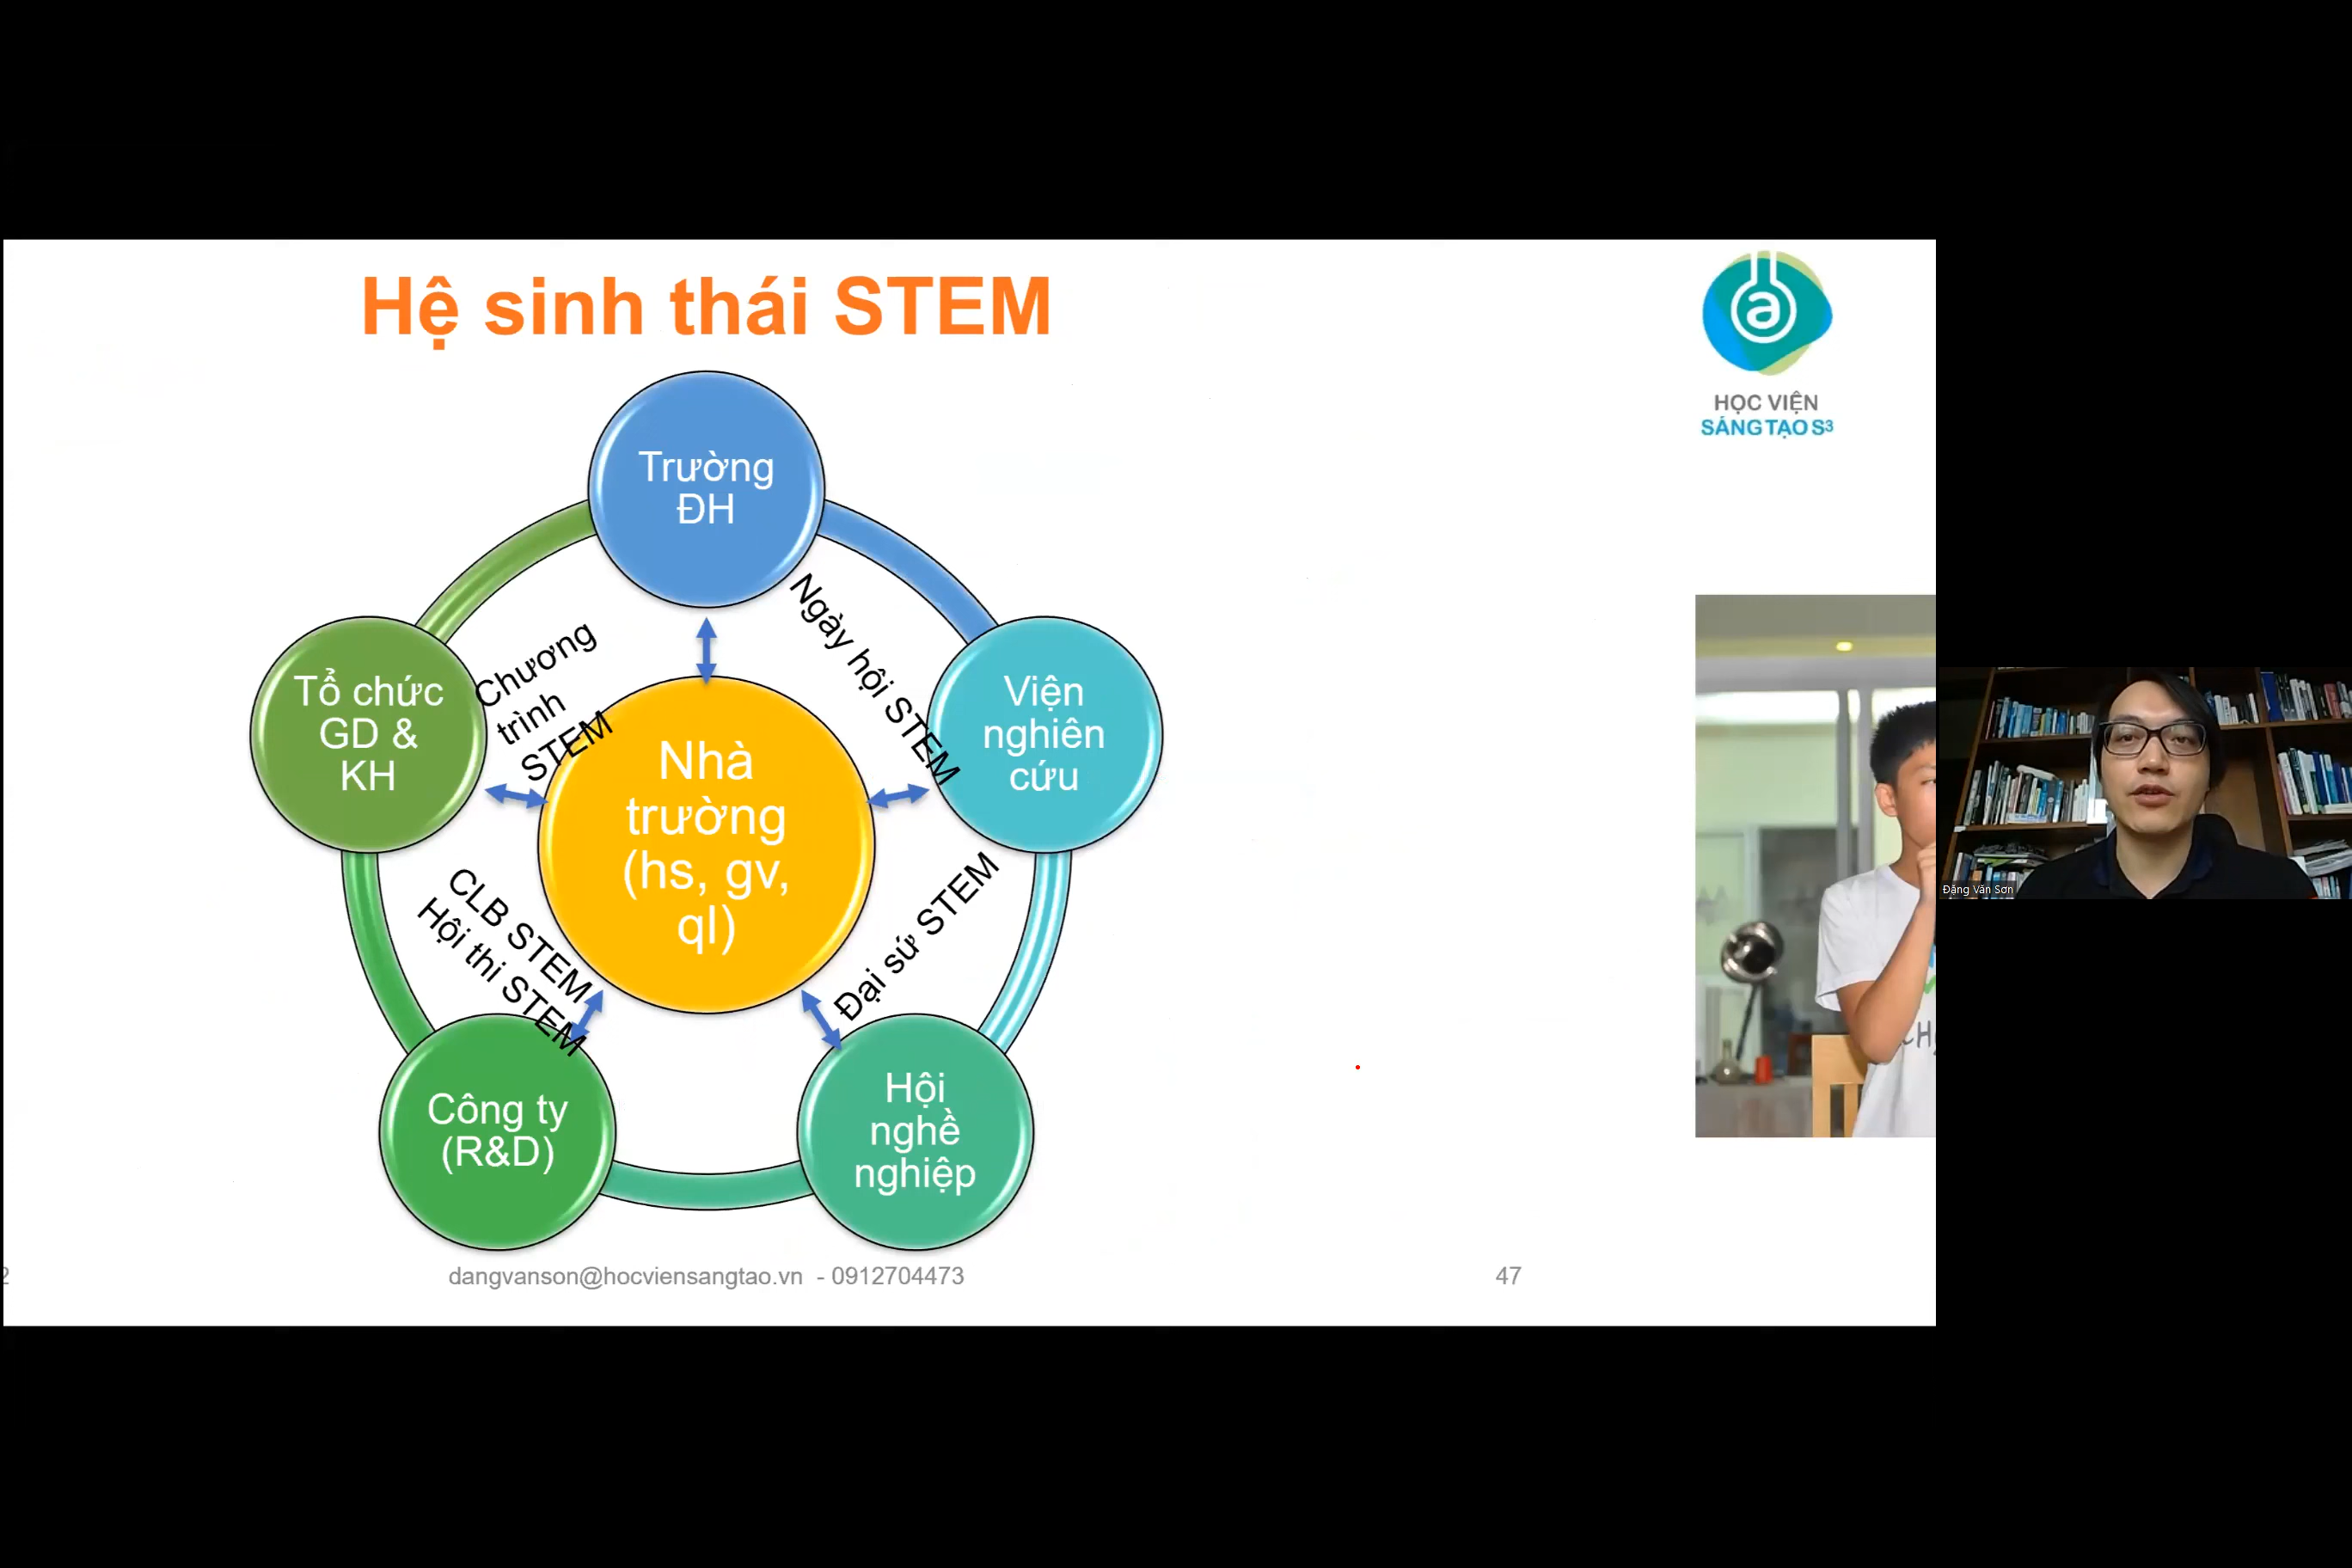 Hệ sinh thái STEM
HỌC VIỆN
SÁNG TẠO S3
Trường
ĐH
Ngày hội STEM
Chương
trình
STEM
Tổ chức
GD &
KH
Viện
nghiên
cứu
Nhà
trường
(hs, gv,
ql)
CLB STEM
Hội thi STEM
Đại sứ STEM
Công ty
(R&D)
Hội
nghề
nghiệp
Đặng Văn Sơn
dangvanson@hocviensangtao.vn - 0912704473
47